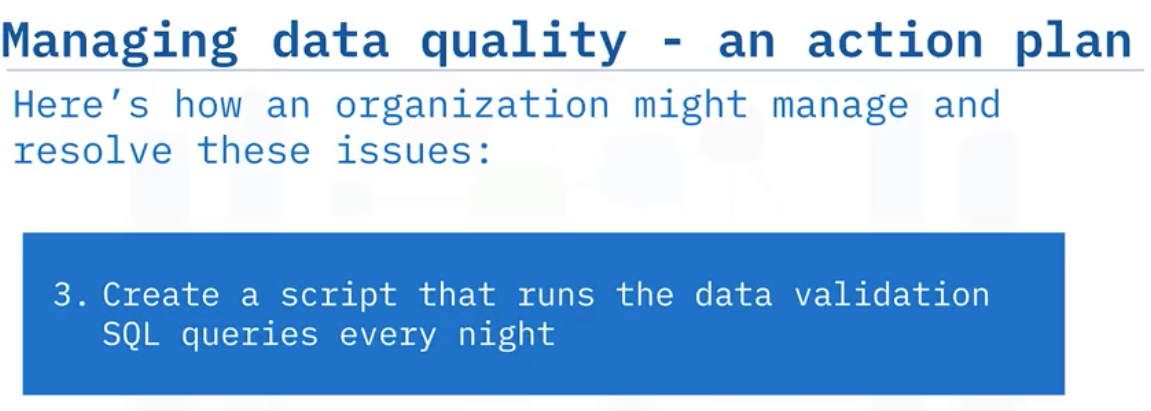 Managing data quality - an action plan
Here’s how an organization might manage and
resolve these issues:
3. Create a script that runs the data validation
SQL queries every night